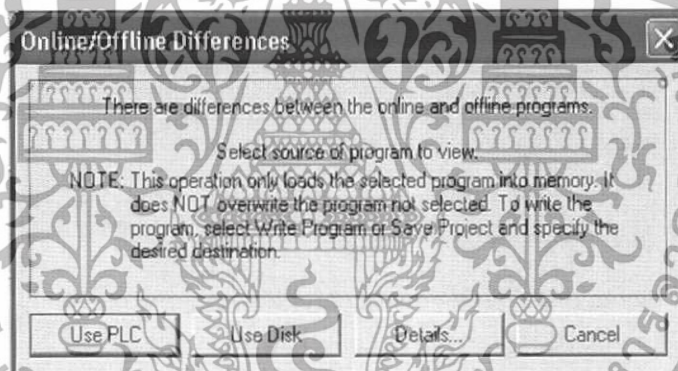 Online/Offline Differences
There are differences between the online and offline programs.
Select source of program to view.
NOTE: This operation only loads the selected program into memory. It
does NOT overwrite the program not selected. To write the
program, select Write Program or Save Project and specify the
desired destination.
Use PLC Use Disk Details... Cancel